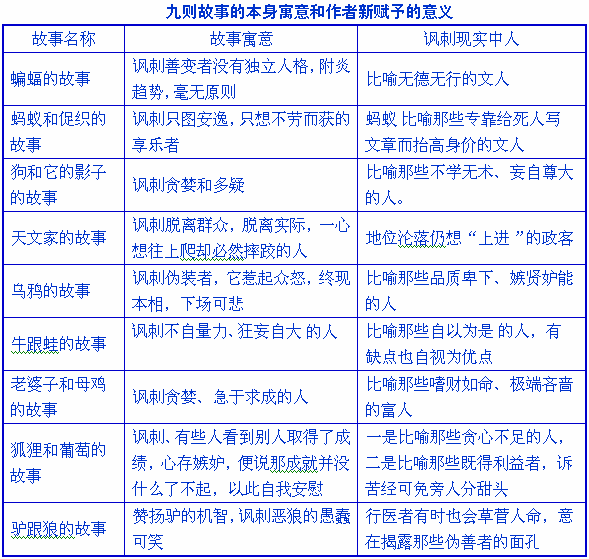 九则故事的本身寓意和作者新赋予的意义
故事名称 故事寓意 讽刺现实中人
蝙蝠的故事
讽刺善变者没有独立人格，附炎
趋势，毫无原则
比喻无德无行的文人
蚂蚁和促织的
故事
讽刺只图安逸，只想不劳而获的
享乐者
蚂蚁 比喻那些专靠给死人写
文章而抬高身价的文人
狗和它的影子
的故事
讽刺贪婪和多疑
比喻那些不学无术、妄自尊大
的人。
天文家的故事
讽刺脱离群众，脱离实际，一心
想往上爬却必然摔跤的人
地位沦落仍想“上进 ”的政客
乌鸦的故事
讽刺伪装者，它惹起众怒，终现
本相，下场可悲
比喻那些品质卑下、嫉贤妒能
的人
牛跟蛙的故事
讽刺不自量力、狂妄自大 的人
比喻那些自以为是 的人，有
缺点也自视为优点
老婆子和母鸡
的故事
讽刺贪婪、急于求成的人
比喻那些嗜财如命、极端吝啬
的富人
狐狸和葡萄的
故事
讽刺、有些人看到别人取得了成
绩，心存嫉妒，便说那成就并没
什么了不起，以此自我安慰
一是比喻那些贪心不足的人，
二是比喻那些既得利益者，诉
苦经可免旁人分甜头
驴跟狼的故事
赞扬驴的机智，讽刺恶狼的愚蠢
可笑
行医者有时也会草菅人命，意
在揭露那些伪善者的面孔